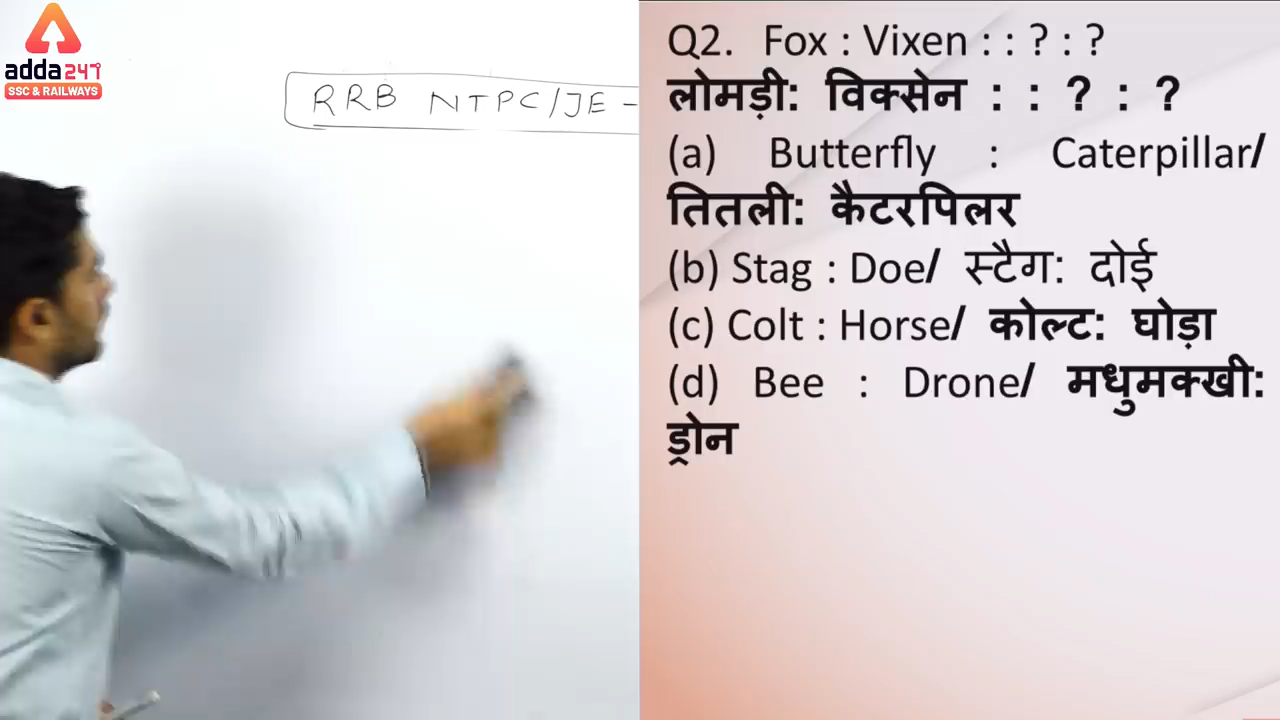 adda247
SSC & RAILWAYS
RRB NTPC/JE -
Q2. Fox : Vixen : : ? : ?
लोमड़ी: विक्सेन : : ? : ?
(a) Butterfly : Caterpillar/
तितली: कैटरपिलर
(b) Stag : Doe/ स्टैग: दोई
(c) Colt : Horse/ कोल्ट: घोड़ा
(d) Bee : Drone/ मधुमक्खी:
ड्रोन